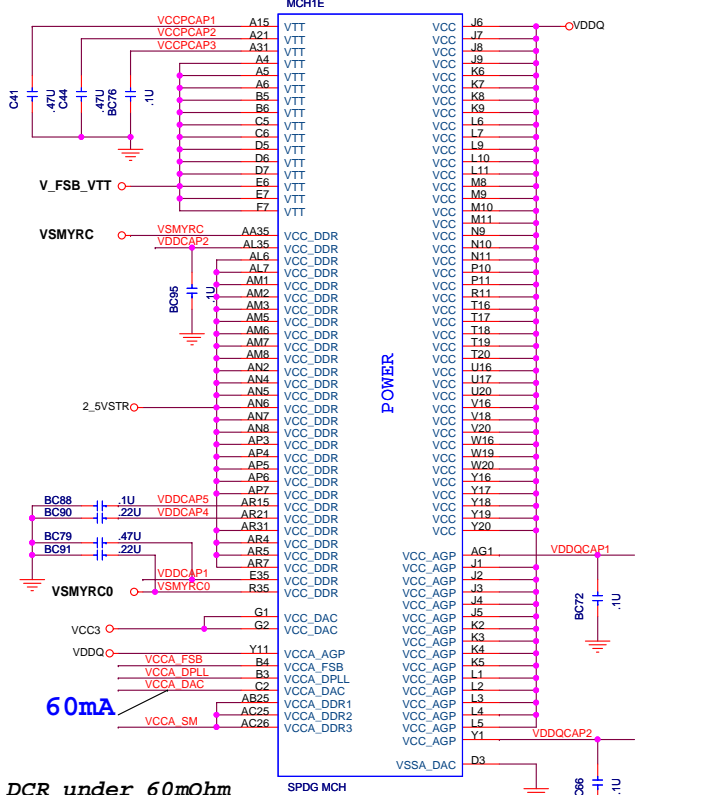 MCH1E
VCCPCAP1 A15 VTT VCC J6 VDDQ
VCCPCAP2 A21 VTT VCC J7
VCCPCAP3 A31 VTT VCC J8
A4 VTT VCC J9
A5 VTT VCC K6
A6 VTT VCC K7
C41 .47U C44 .47U BC76 .1U
B5 VTT VCC K8
B6 VTT VCC K9
C5 VTT VCC L6
C6 VTT VCC L7
D5 VTT VCC L9
D6 VTT VCC L10
D7 VTT VCC L11
V_FSB_VTT E6 VTT VCC M8
E7 VTT VCC M9
F7 VTT VCC M10
VCC M11
VSMYRC VSMYRC AA35 VCC_DDR VCC N9
VDDCAP2 AL35 VCC_DDR VCC N10
AL6 VCC_DDR VCC N11
AL7 VCC_DDR VCC P10
AM1 VCC_DDR VCC P11
BC95 .1U
AM2 VCC_DDR VCC R11
AM3 VCC_DDR VCC T16
AM5 VCC_DDR VCC T17
AM6 VCC_DDR VCC T18
AM7 VCC_DDR VCC T19
AM8 VCC_DDR VCC T20
AN2 VCC_DDR VCC U16
AN4 VCC_DDR VCC U17
AN5 VCC_DDR VCC U20
2_5VSTR AN6 VCC_DDR VCC V16
AN7 VCC_DDR VCC V18
AN8 VCC_DDR VCC V20
AP3 VCC_DDR VCC W16
AP4 VCC_DDR VCC W19
AP5 VCC_DDR VCC W20
AP6 VCC_DDR VCC Y16
AP7 VCC_DDR VCC Y17
POWER
BC88 .1U VDDCAP5 AR15 VCC_DDR VCC Y18
BC90 .22U VDDCAP4 AR21 VCC_DDR VCC Y19
AR31 VCC_DDR VCC Y20
BC79 .47U AR4 VCC_DDR
BC91 .22U AR5 VCC_DDR VCC_AGP AG1 VDDQCAP1
AR7 VCC_DDR VCC_AGP J1
VDDCAP1 E35 VCC_DDR VCC_AGP J2
VSMYRC0 VSMYRC0 R35 VCC_DDR VCC_AGP J3
VCC_AGP J4
BC72 .1U
G1 VCC_DAC VCC_AGP J5
VCC3 G2 VCC_DAC VCC_AGP K2
VCC_AGP K3
VDDQ Y11 VCCA_AGP VCC_AGP K4
VCCA_FSB B4 VCCA_FSB VCC_AGP K5
VCCA_DPLL B3 VCCA_DPLL VCC_AGP L1
VCCA_DAC C2 VCCA_DAC VCC_AGP L2
60mA AB25 VCCA_DDR1 VCC_AGP L3
AC25 VCCA_DDR2 VCC_AGP L4
VCCA_SM AC26 VCCA_DDR3 VCC_AGP L5
VCC_AGP Y1 VDDQCAP2
VSSA_DAC D3
.1U
DCR under 60mOhm
SPDG MCH